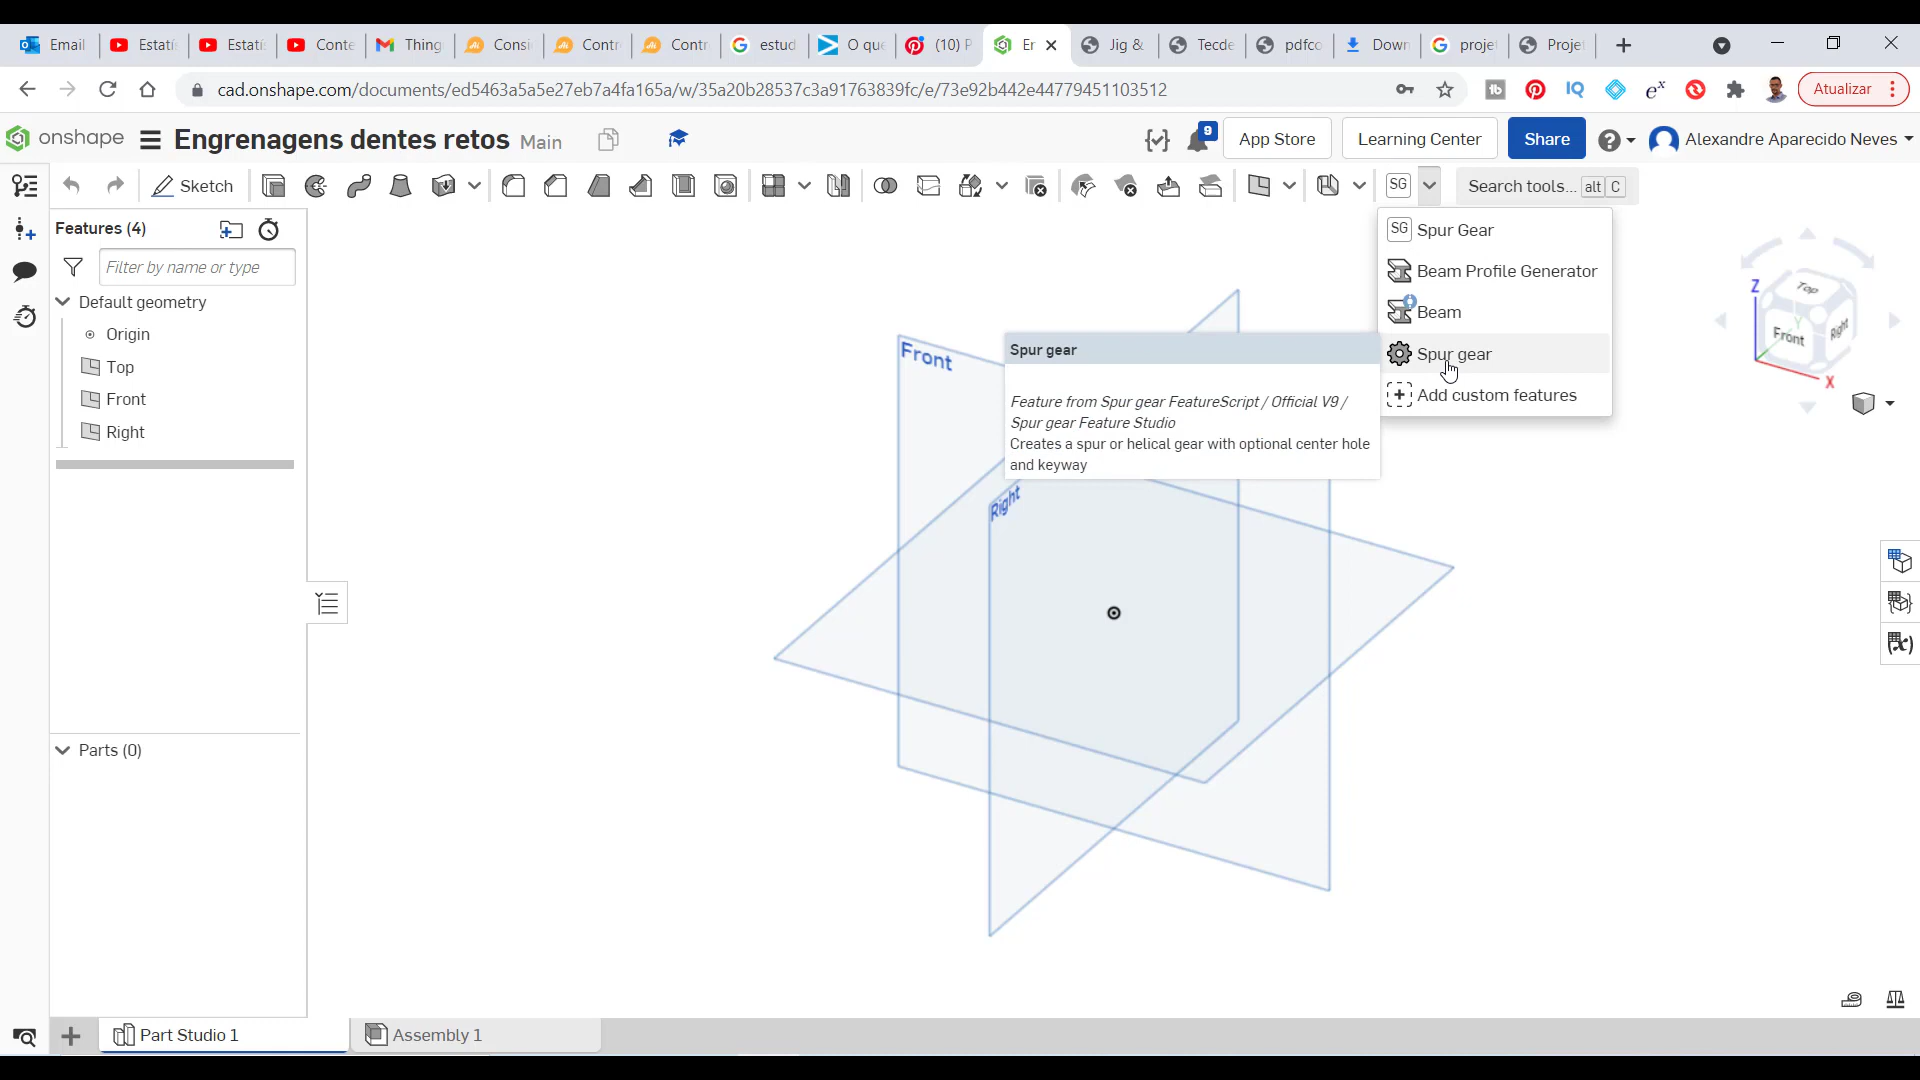 Email
Estatí
Estatí
Conte
Thing
Consi
Contr
Contr
estud
O que
(10) P
Er
Jig &
Tecde
pdfco
Down
proje
Proje
cad.onshape.com/documents/ed5463a5a5e27eb7a4fa165a/w/35a20b28537c3a91763839fc/e/73e92b442e44779451103512
Atualizar
onshape
Engrenagens dentes retos Main
9
App Store
Learning Center
Share
Alexandre Aparecido Neves
Sketch
SG
Search tools... alt C
Features (4)
Filter by name or type
Default geometry
Origin
Top
Front
Right
Parts (0)
SG Spur Gear
Beam Profile Generator
Beam
Spur gear
Add custom features
Spur gear
Feature from Spur gear FeatureScript / Official V9 /
Spur gear Feature Studio
Creates a spur or helical gear with optional center hole
and keyway
Front
Right
Top
Front
Right
Z
Y
X
Part Studio 1
Assembly 1